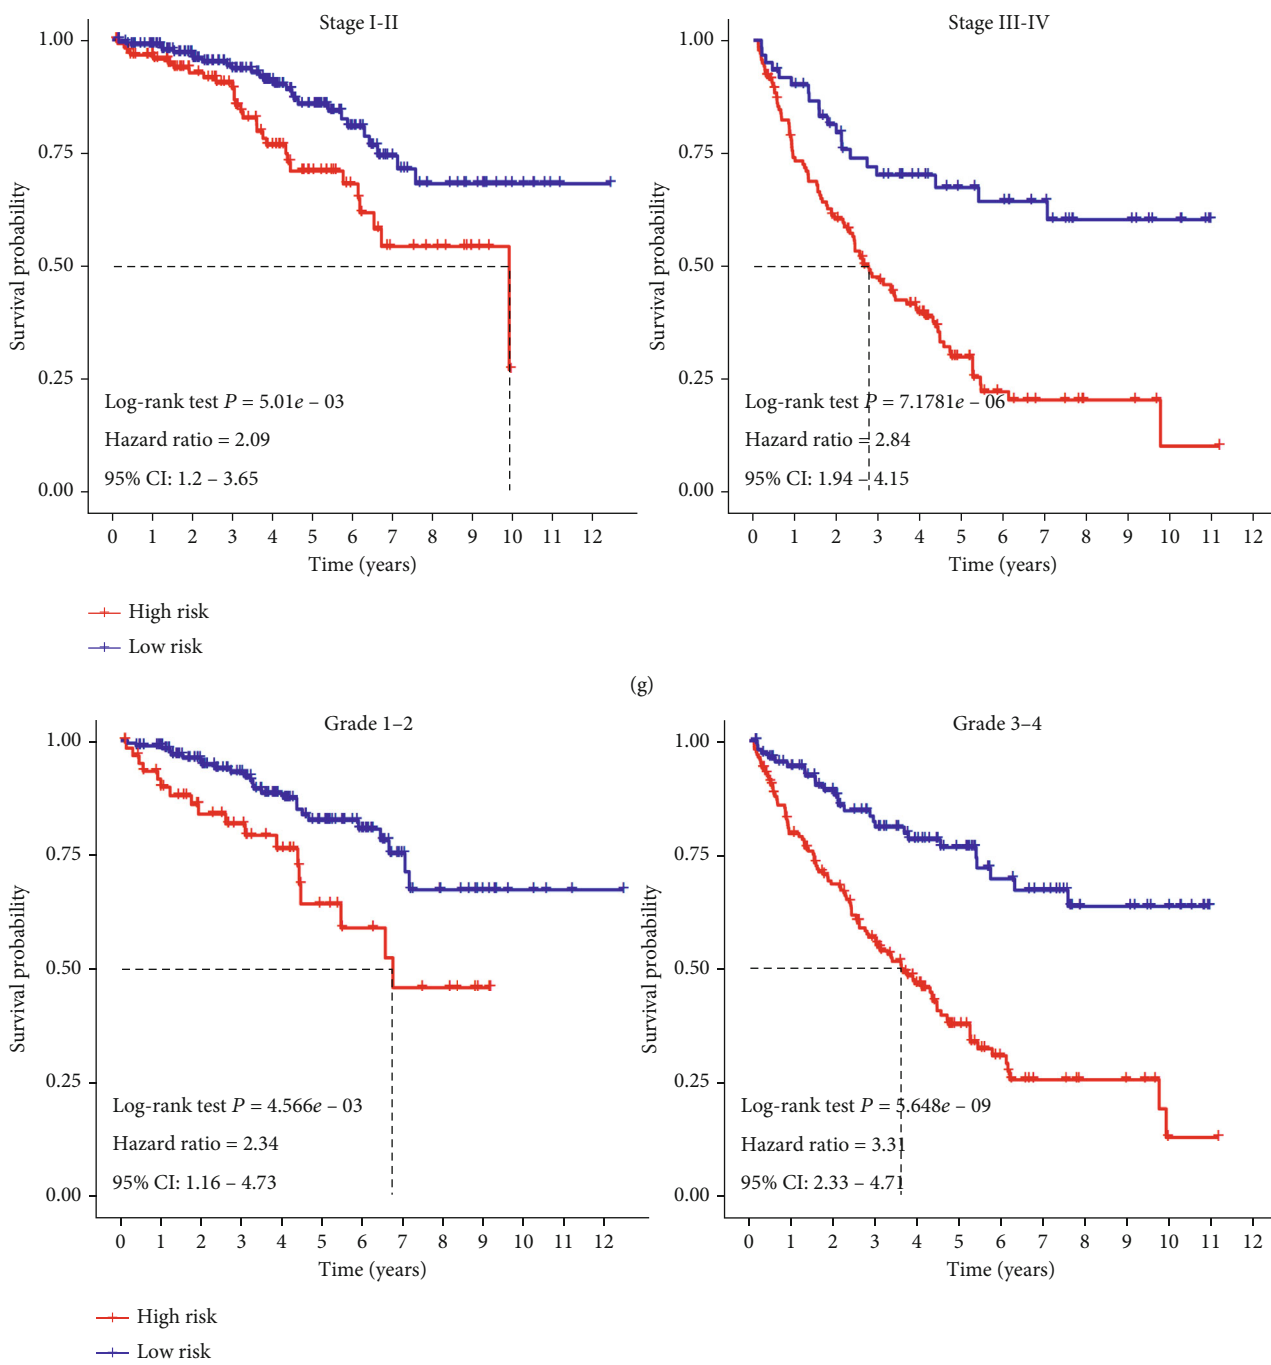 Stage I-II
Survival probability
1.00
0.75
0.50
0.25
0.00
Log-rank test P = 5.01e – 03
Hazard ratio = 2.09
95% CI: 1.2 – 3.65
0 1 2 3 4 5 6 7 8 9 10 11 12
Time (years)
Stage III-IV
Survival probability
1.00
0.75
0.50
0.25
0.00
Log-rank test P = 7.1781e – 06
Hazard ratio = 2.84
95% CI: 1.94 – 4.15
0 1 2 3 4 5 6 7 8 9 10 11 12
Time (years)
High risk
Low risk
(g)
Grade 1–2
Survival probability
1.00
0.75
0.50
0.25
0.00
Log-rank test P = 4.566e – 03
Hazard ratio = 2.34
95% CI: 1.16 – 4.73
0 1 2 3 4 5 6 7 8 9 10 11 12
Time (years)
Grade 3–4
Survival probability
1.00
0.75
0.50
0.25
0.00
Log-rank test P = 5.648e – 09
Hazard ratio = 3.31
95% CI: 2.33 – 4.71
0 1 2 3 4 5 6 7 8 9 10 11 12
Time (years)
High risk
Low risk